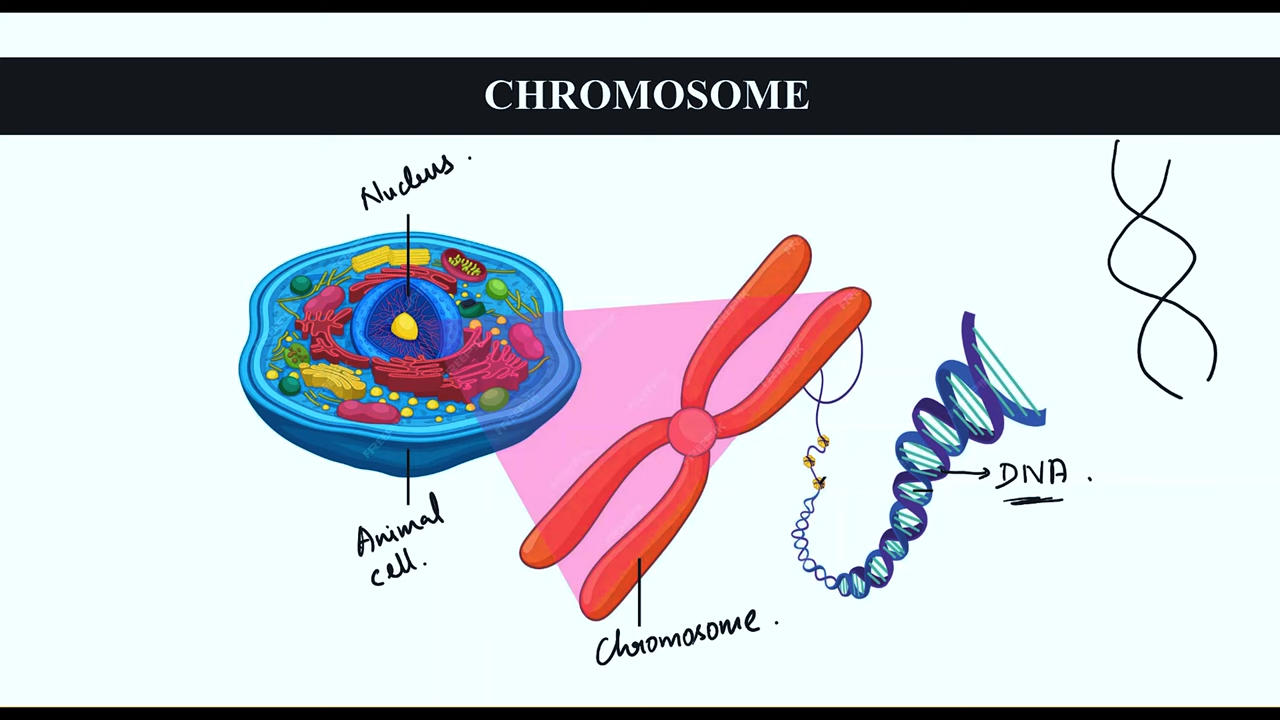 CHROMOSOME
Nucleus.
DNA.
Animal
cell.
Chromosome.